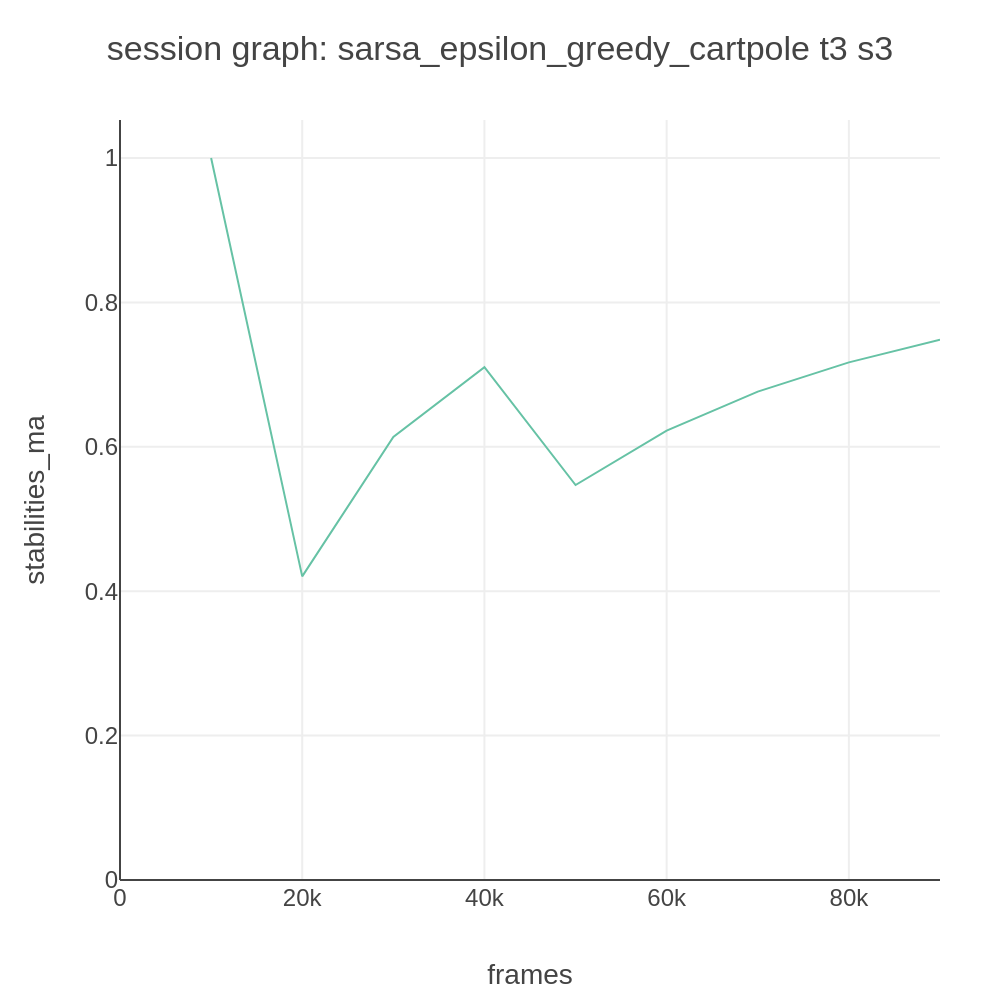 session graph: sarsa_epsilon_greedy_cartpole t3 s3
1
0.8
0.6
0.4
0.2
0
stabilities_ma
0
20k
40k
60k
80k
frames